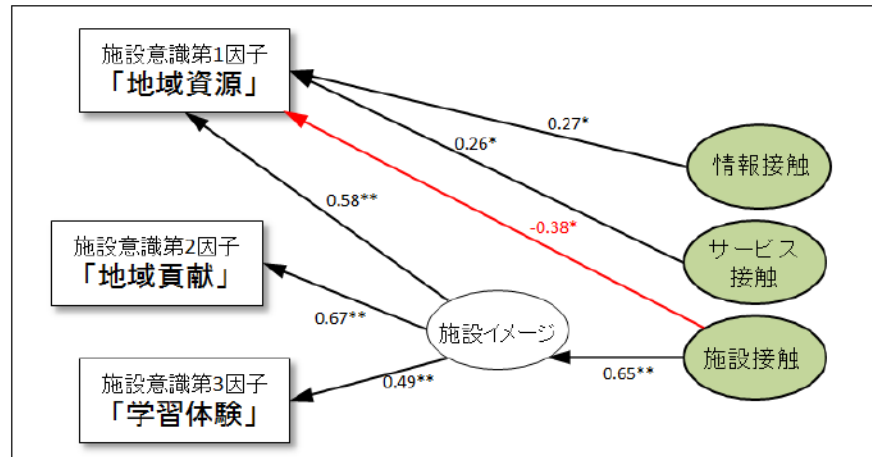 施設意識第1因子
「地域資源」
0.27*
情報接触
0.26*
0.58**
-0.38*
サービス
接触
施設意識第2因子
「地域貢献」
0.67**
施設イメージ
0.65**
施設接触
0.49**
施設意識第3因子
「学習体験」